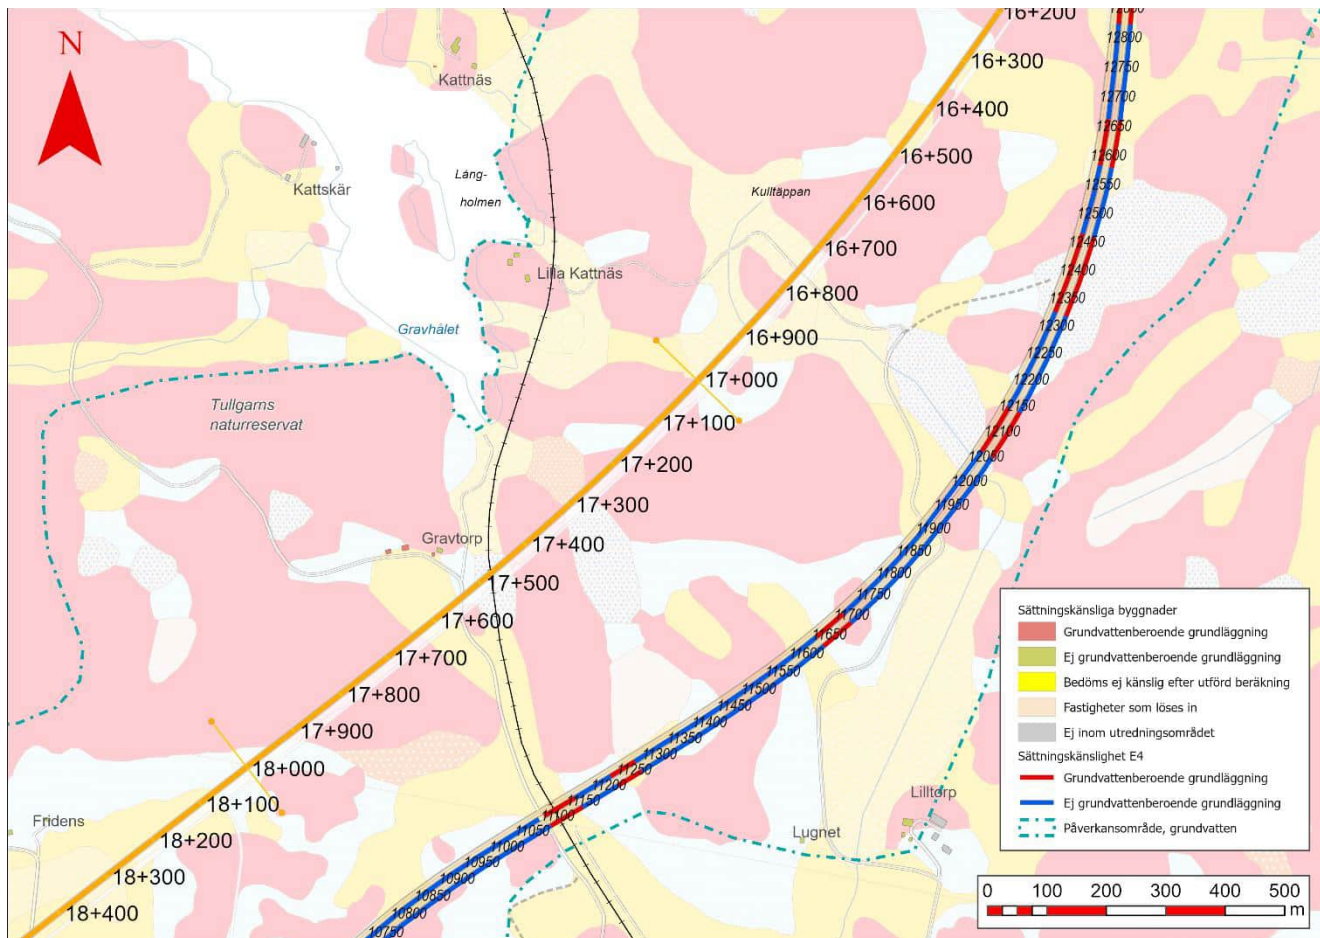 N
Kattnäs
Kattskär
Lång-
holmen
Kulltäppan
Lilla Kattnäs
Gravhålet
Tullgarns
naturreservat
Gravtorp
Fridens
Lilltorp
Lugnet
16+200
16+300
16+400
16+500
16+600
16+700
16+800
16+900
17+000
17+100
17+200
17+300
17+400
17+500
17+600
17+700
17+800
17+900
18+000
18+100
18+200
18+300
18+400
12800
12750
12700
12650
12600
12550
12500
12450
12400
12350
12300
12250
12200
12150
12100
12050
12000
11950
11900
11850
11800
11750
11700
11650
11600
11550
11500
11450
11400
11350
11300
11250
11200
11150
11100
11050
11000
10950
10900
10850
10800
10750
Sättningskänsliga byggnader
Grundvattenberoende grundläggning
Ej grundvattenberoende grundläggning
Bedöms ej känslig efter utförd beräkning
Fastigheter som löses in
Ej inom utredningsområdet
Sättningskänslighet E4
Grundvattenberoende grundläggning
Ej grundvattenberoende grundläggning
Påverkansområde, grundvatten
0 100 200 300 400 500
m